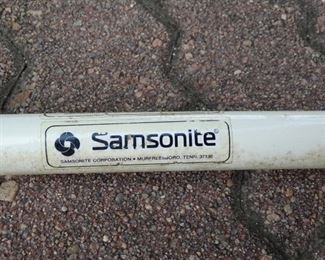 Samsonite®
SAMSONITE CORPORATION • MURFREESBORO, TENN. 37130